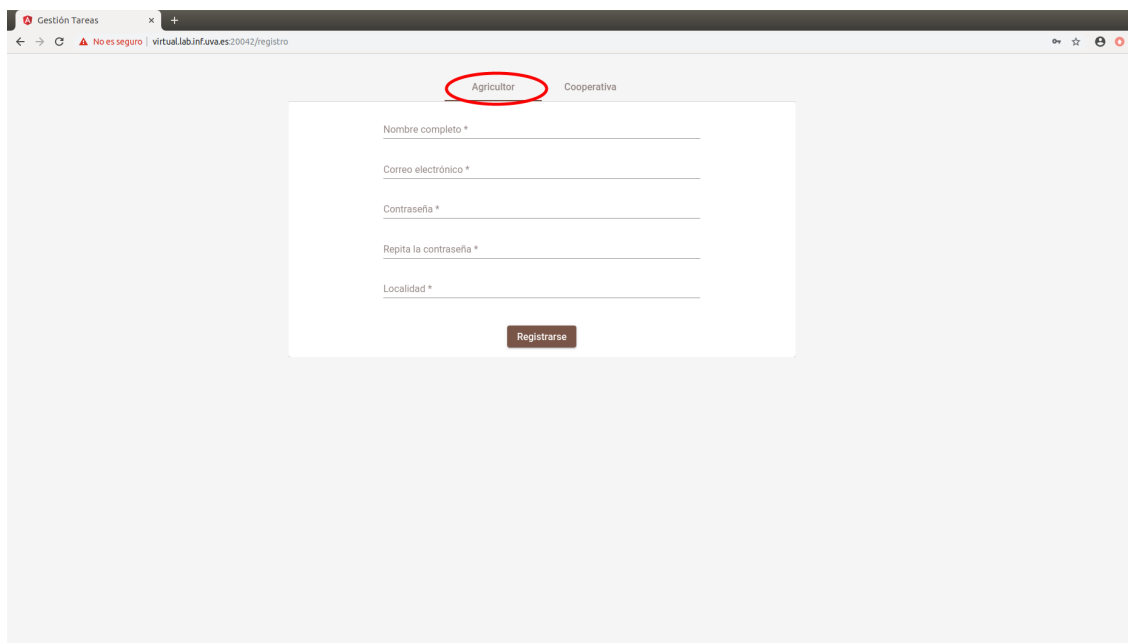 Gestión Tareas
No es seguro | virtual.lab.inf.uva.es:20042/registro
Agricultor Cooperativa
Nombre completo *
Correo electrónico *
Contraseña *
Repita la contraseña *
Localidad *
Registrarse